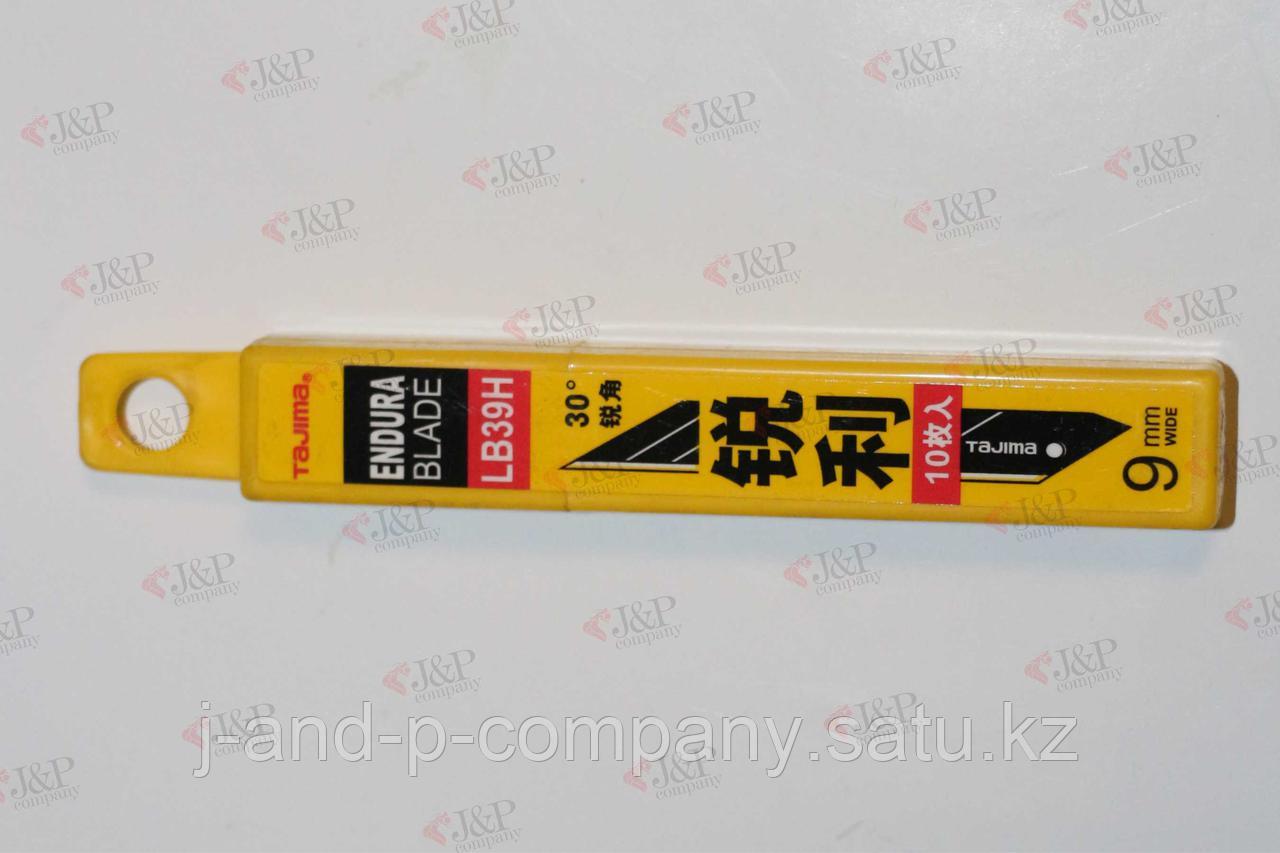 TAJIMA®
ENDURA
BLADE
LB39H
30°
锐角
锐利
10枚入
TAJIMA
9 mm
WIDE
J&P
company
j-and-p-company.satu.kz